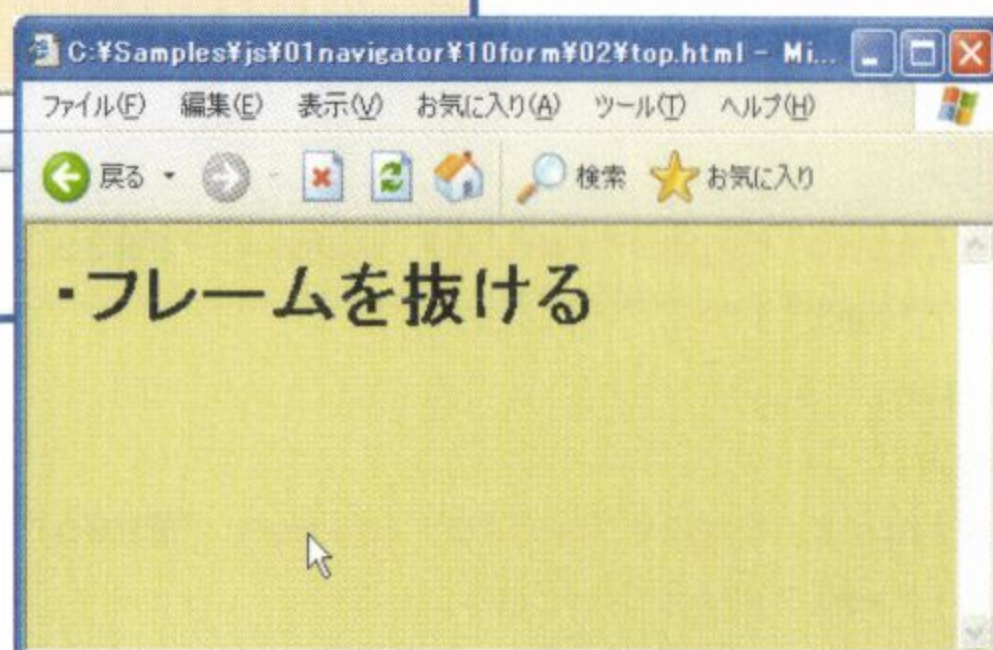 C:¥Samples¥js¥01navigator¥10form¥02¥top.html - Mi...
ファイル(F) 編集(E) 表示(V) お気に入り(A) ツール(T) ヘルプ(H)
戻る 検索 お気に入り
・フレームを抜ける